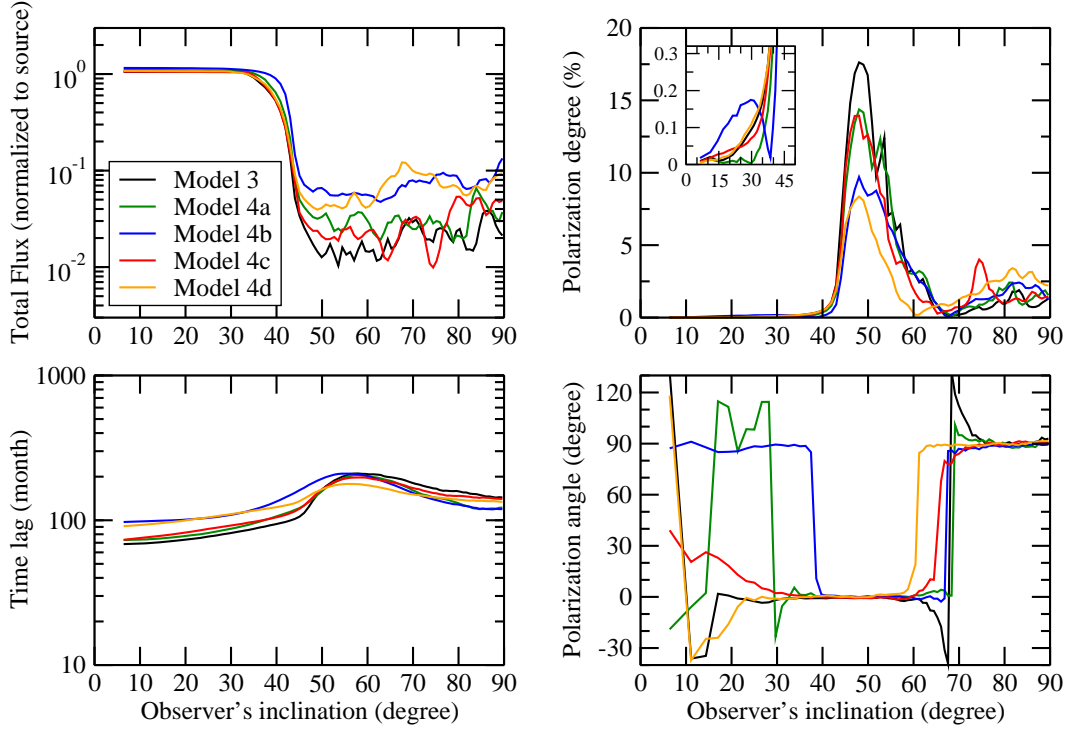 Total Flux (normalized to source)
10^0
10^-1
10^-2
Model 3
Model 4a
Model 4b
Model 4c
Model 4d
0 10 20 30 40 50 60 70 80 90
Polarization degree (%)
20
15
10
5
0
0.3
0.2
0.1
0
0 15 30 45
0 10 20 30 40 50 60 70 80 90
Time lag (month)
1000
100
10
0 10 20 30 40 50 60 70 80 90
Observer's inclination (degree)
Polarization angle (degree)
120
90
60
30
0
-30
0 10 20 30 40 50 60 70 80 90
Observer's inclination (degree)